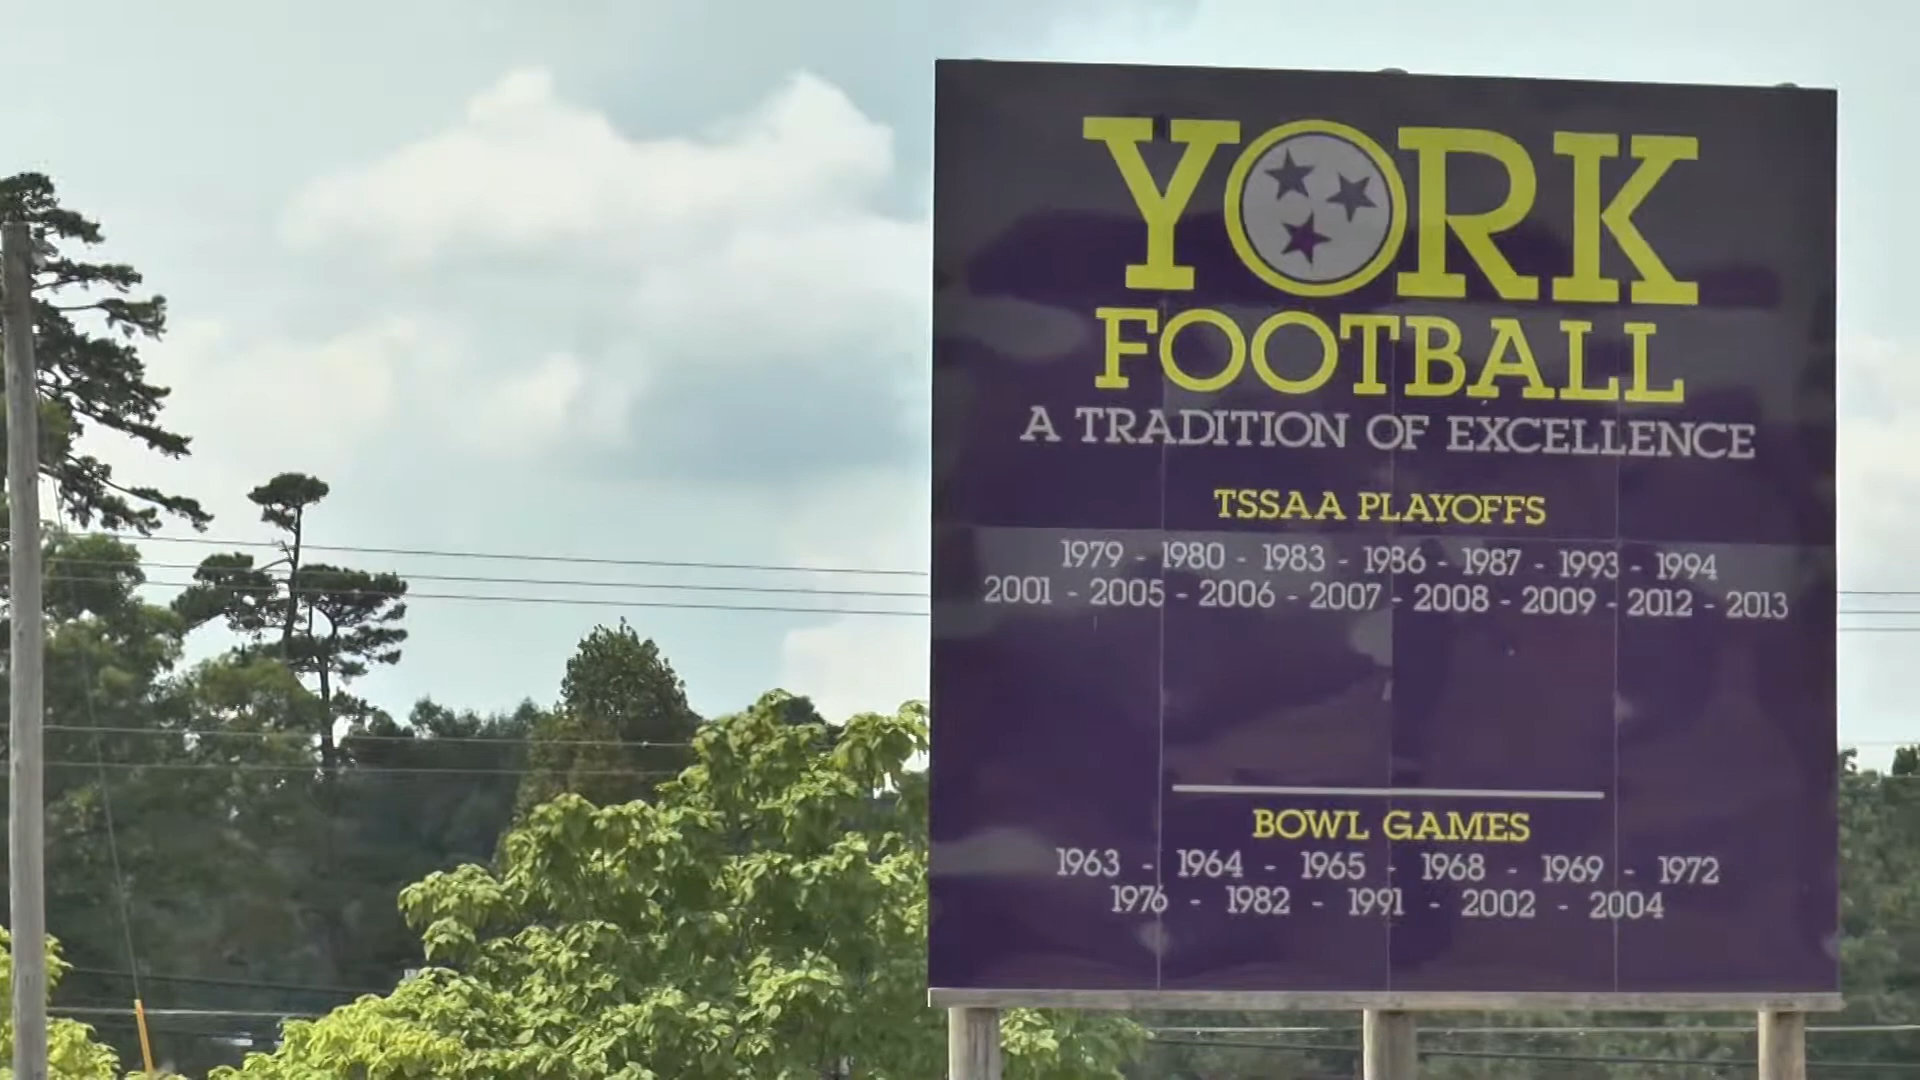 YORK
FOOTBALL
A TRADITION OF EXCELLENCE
TSSAA PLAYOFFS
1979 - 1980 - 1983 - 1986 - 1987 - 1993 - 1994
2001 - 2005 - 2006 - 2007 - 2008 - 2009 - 2012 - 2013
BOWL GAMES
1963 - 1964 - 1965 - 1968 - 1969 - 1972
1976 - 1982 - 1991 - 2002 - 2004